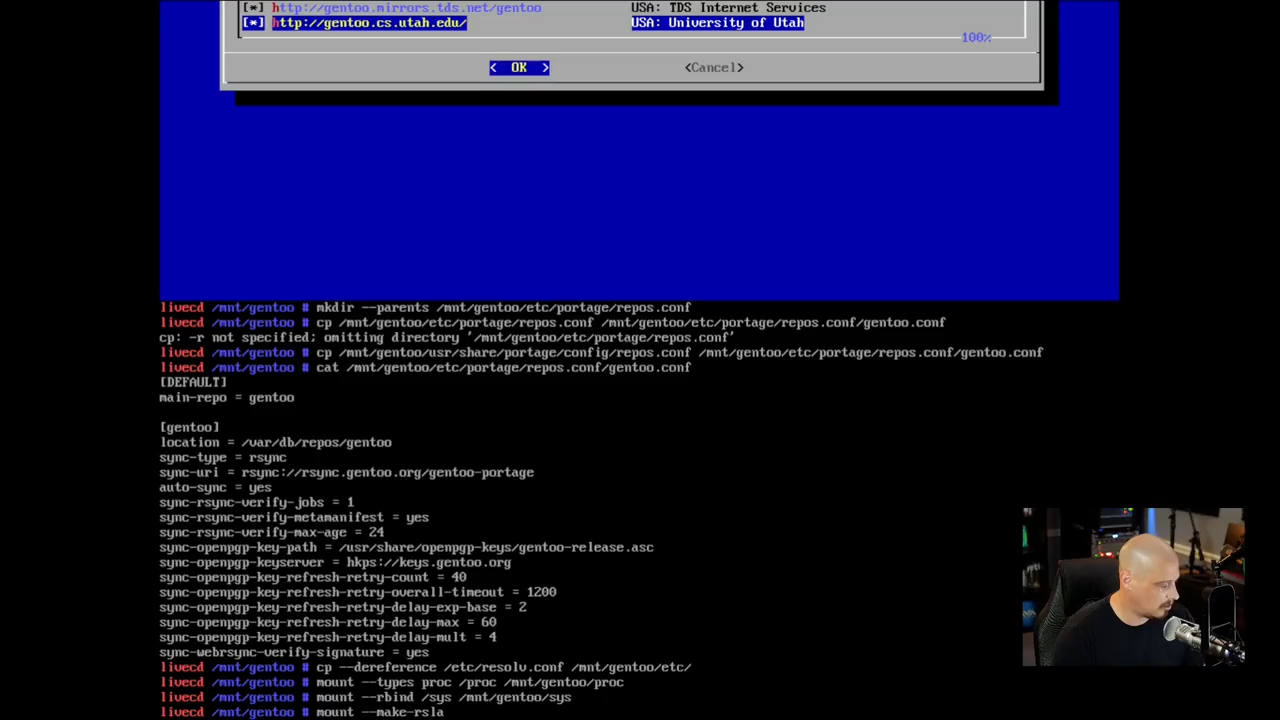 [*] http://gentoo.mirrors.tds.net/gentoo USA: TDS Internet Services
[*] http://gentoo.cs.utah.edu/ USA: University of Utah
100%
< OK > <Cancel>
livecd /mnt/gentoo # mkdir --parents /mnt/gentoo/etc/portage/repos.conf
livecd /mnt/gentoo # cp /mnt/gentoo/etc/portage/repos.conf /mnt/gentoo/etc/portage/repos.conf/gentoo.conf
cp: -r not specified; omitting directory '/mnt/gentoo/etc/portage/repos.conf'
livecd /mnt/gentoo # cp /mnt/gentoo/usr/share/portage/config/repos.conf /mnt/gentoo/etc/portage/repos.conf/gentoo.conf
livecd /mnt/gentoo # cat /mnt/gentoo/etc/portage/repos.conf/gentoo.conf
[DEFAULT]
main-repo = gentoo
[gentoo]
location = /var/db/repos/gentoo
sync-type = rsync
sync-uri = rsync://rsync.gentoo.org/gentoo-portage
auto-sync = yes
sync-rsync-verify-jobs = 1
sync-rsync-verify-metamanifest = yes
sync-rsync-verify-max-age = 24
sync-openpgp-key-path = /usr/share/openpgp-keys/gentoo-release.asc
sync-openpgp-keyserver = hkps://keys.gentoo.org
sync-openpgp-key-refresh-retry-count = 40
sync-openpgp-key-refresh-retry-overall-timeout = 1200
sync-openpgp-key-refresh-retry-delay-exp-base = 2
sync-openpgp-key-refresh-retry-delay-max = 60
sync-openpgp-key-refresh-retry-delay-mult = 4
sync-webrsync-verify-signature = yes
livecd /mnt/gentoo # cp --dereference /etc/resolv.conf /mnt/gentoo/etc/
livecd /mnt/gentoo # mount --types proc /proc /mnt/gentoo/proc
livecd /mnt/gentoo # mount --rbind /sys /mnt/gentoo/sys
livecd /mnt/gentoo # mount --make-rsla